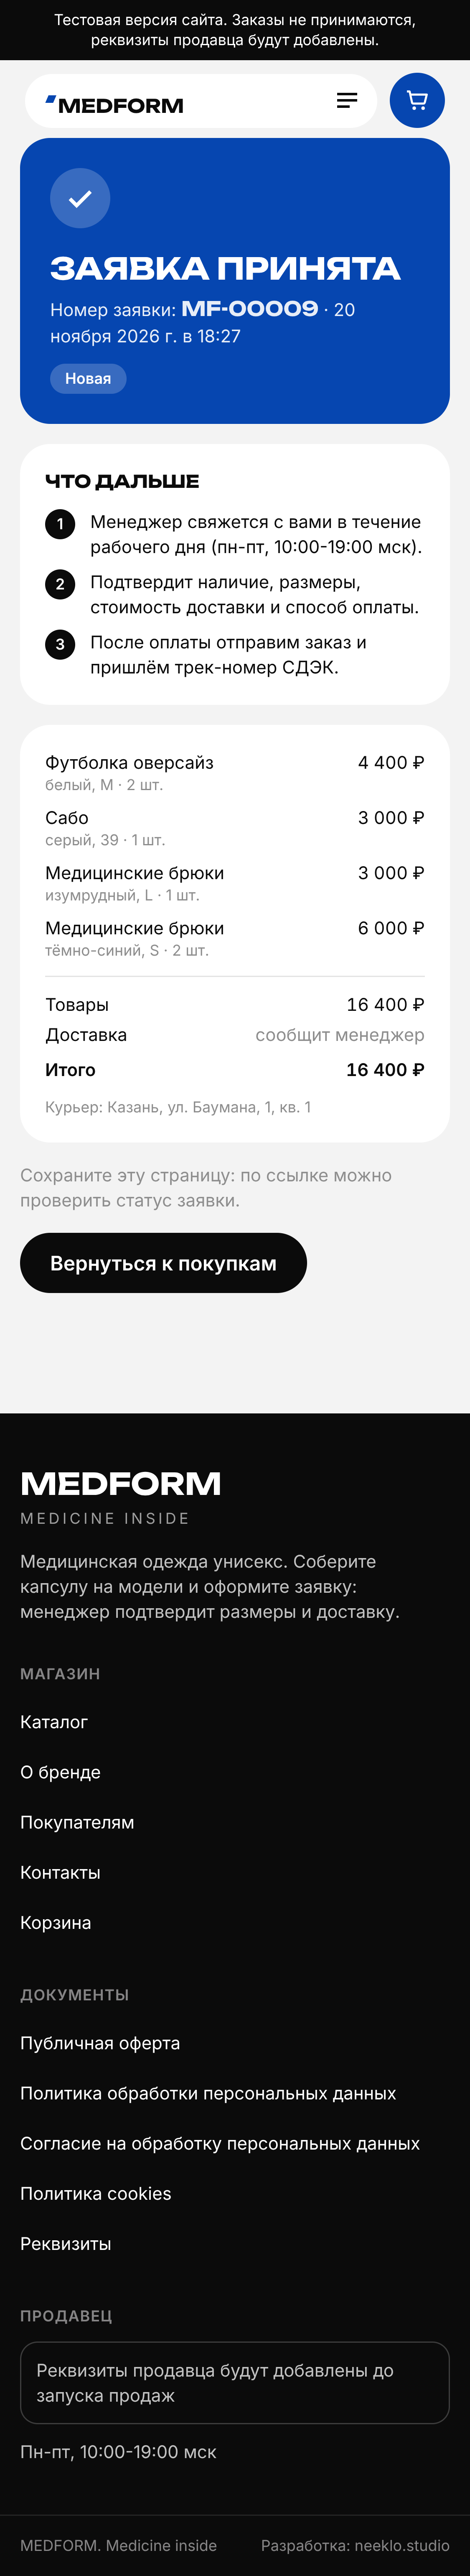 Тестовая версия сайта. Заказы не принимаются,
реквизиты продавца будут добавлены.
MEDFORM
ЗАЯВКА ПРИНЯТА
Номер заявки: MF-00009 · 20
ноября 2026 г. в 18:27
Новая
ЧТО ДАЛЬШЕ
1 Менеджер свяжется с вами в течение
рабочего дня (пн-пт, 10:00-19:00 мск).
2 Подтвердит наличие, размеры,
стоимость доставки и способ оплаты.
3 После оплаты отправим заказ и
пришлём трек-номер СДЭК.
Футболка оверсайз 4 400 ₽
белый, M · 2 шт.
Сабо 3 000 ₽
серый, 39 · 1 шт.
Медицинские брюки 3 000 ₽
изумрудный, L · 1 шт.
Медицинские брюки 6 000 ₽
тёмно-синий, S · 2 шт.
Товары 16 400 ₽
Доставка сообщит менеджер
Итого 16 400 ₽
Курьер: Казань, ул. Баумана, 1, кв. 1
Сохраните эту страницу: по ссылке можно
проверить статус заявки.
Вернуться к покупкам
MEDFORM
MEDICINE INSIDE
Медицинская одежда унисекс. Соберите
капсулу на модели и оформите заявку:
менеджер подтвердит размеры и доставку.
МАГАЗИН
Каталог
О бренде
Покупателям
Контакты
Корзина
ДОКУМЕНТЫ
Публичная оферта
Политика обработки персональных данных
Согласие на обработку персональных данных
Политика cookies
Реквизиты
ПРОДАВЕЦ
Реквизиты продавца будут добавлены до
запуска продаж
Пн-пт, 10:00-19:00 мск
MEDFORM. Medicine inside Разработка: neeklo.studio